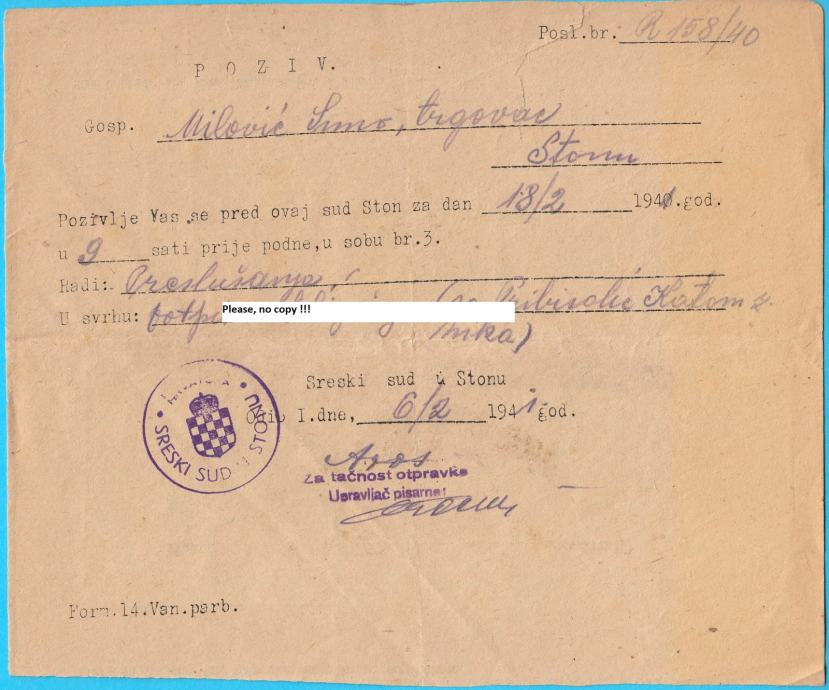 Posl.br. R 158/40
P O Z I V.
Gosp. Milović Simo, trgovac
Stonu
Pozivlje Vas se pred ovaj sud Ston za dan 18/2 1941.god.
u 9 sati prije podne,u sobu br.3.
Radi: Preslušanja
U svrhu:
Please, no copy !!!
Katom
Sreski sud u Stonu
I.dne, 6/2 1941 god.
SRESKI SUD U STONU
Za tačnost otpravka
Upravljač pisarne:
Form.14.Van.parb.